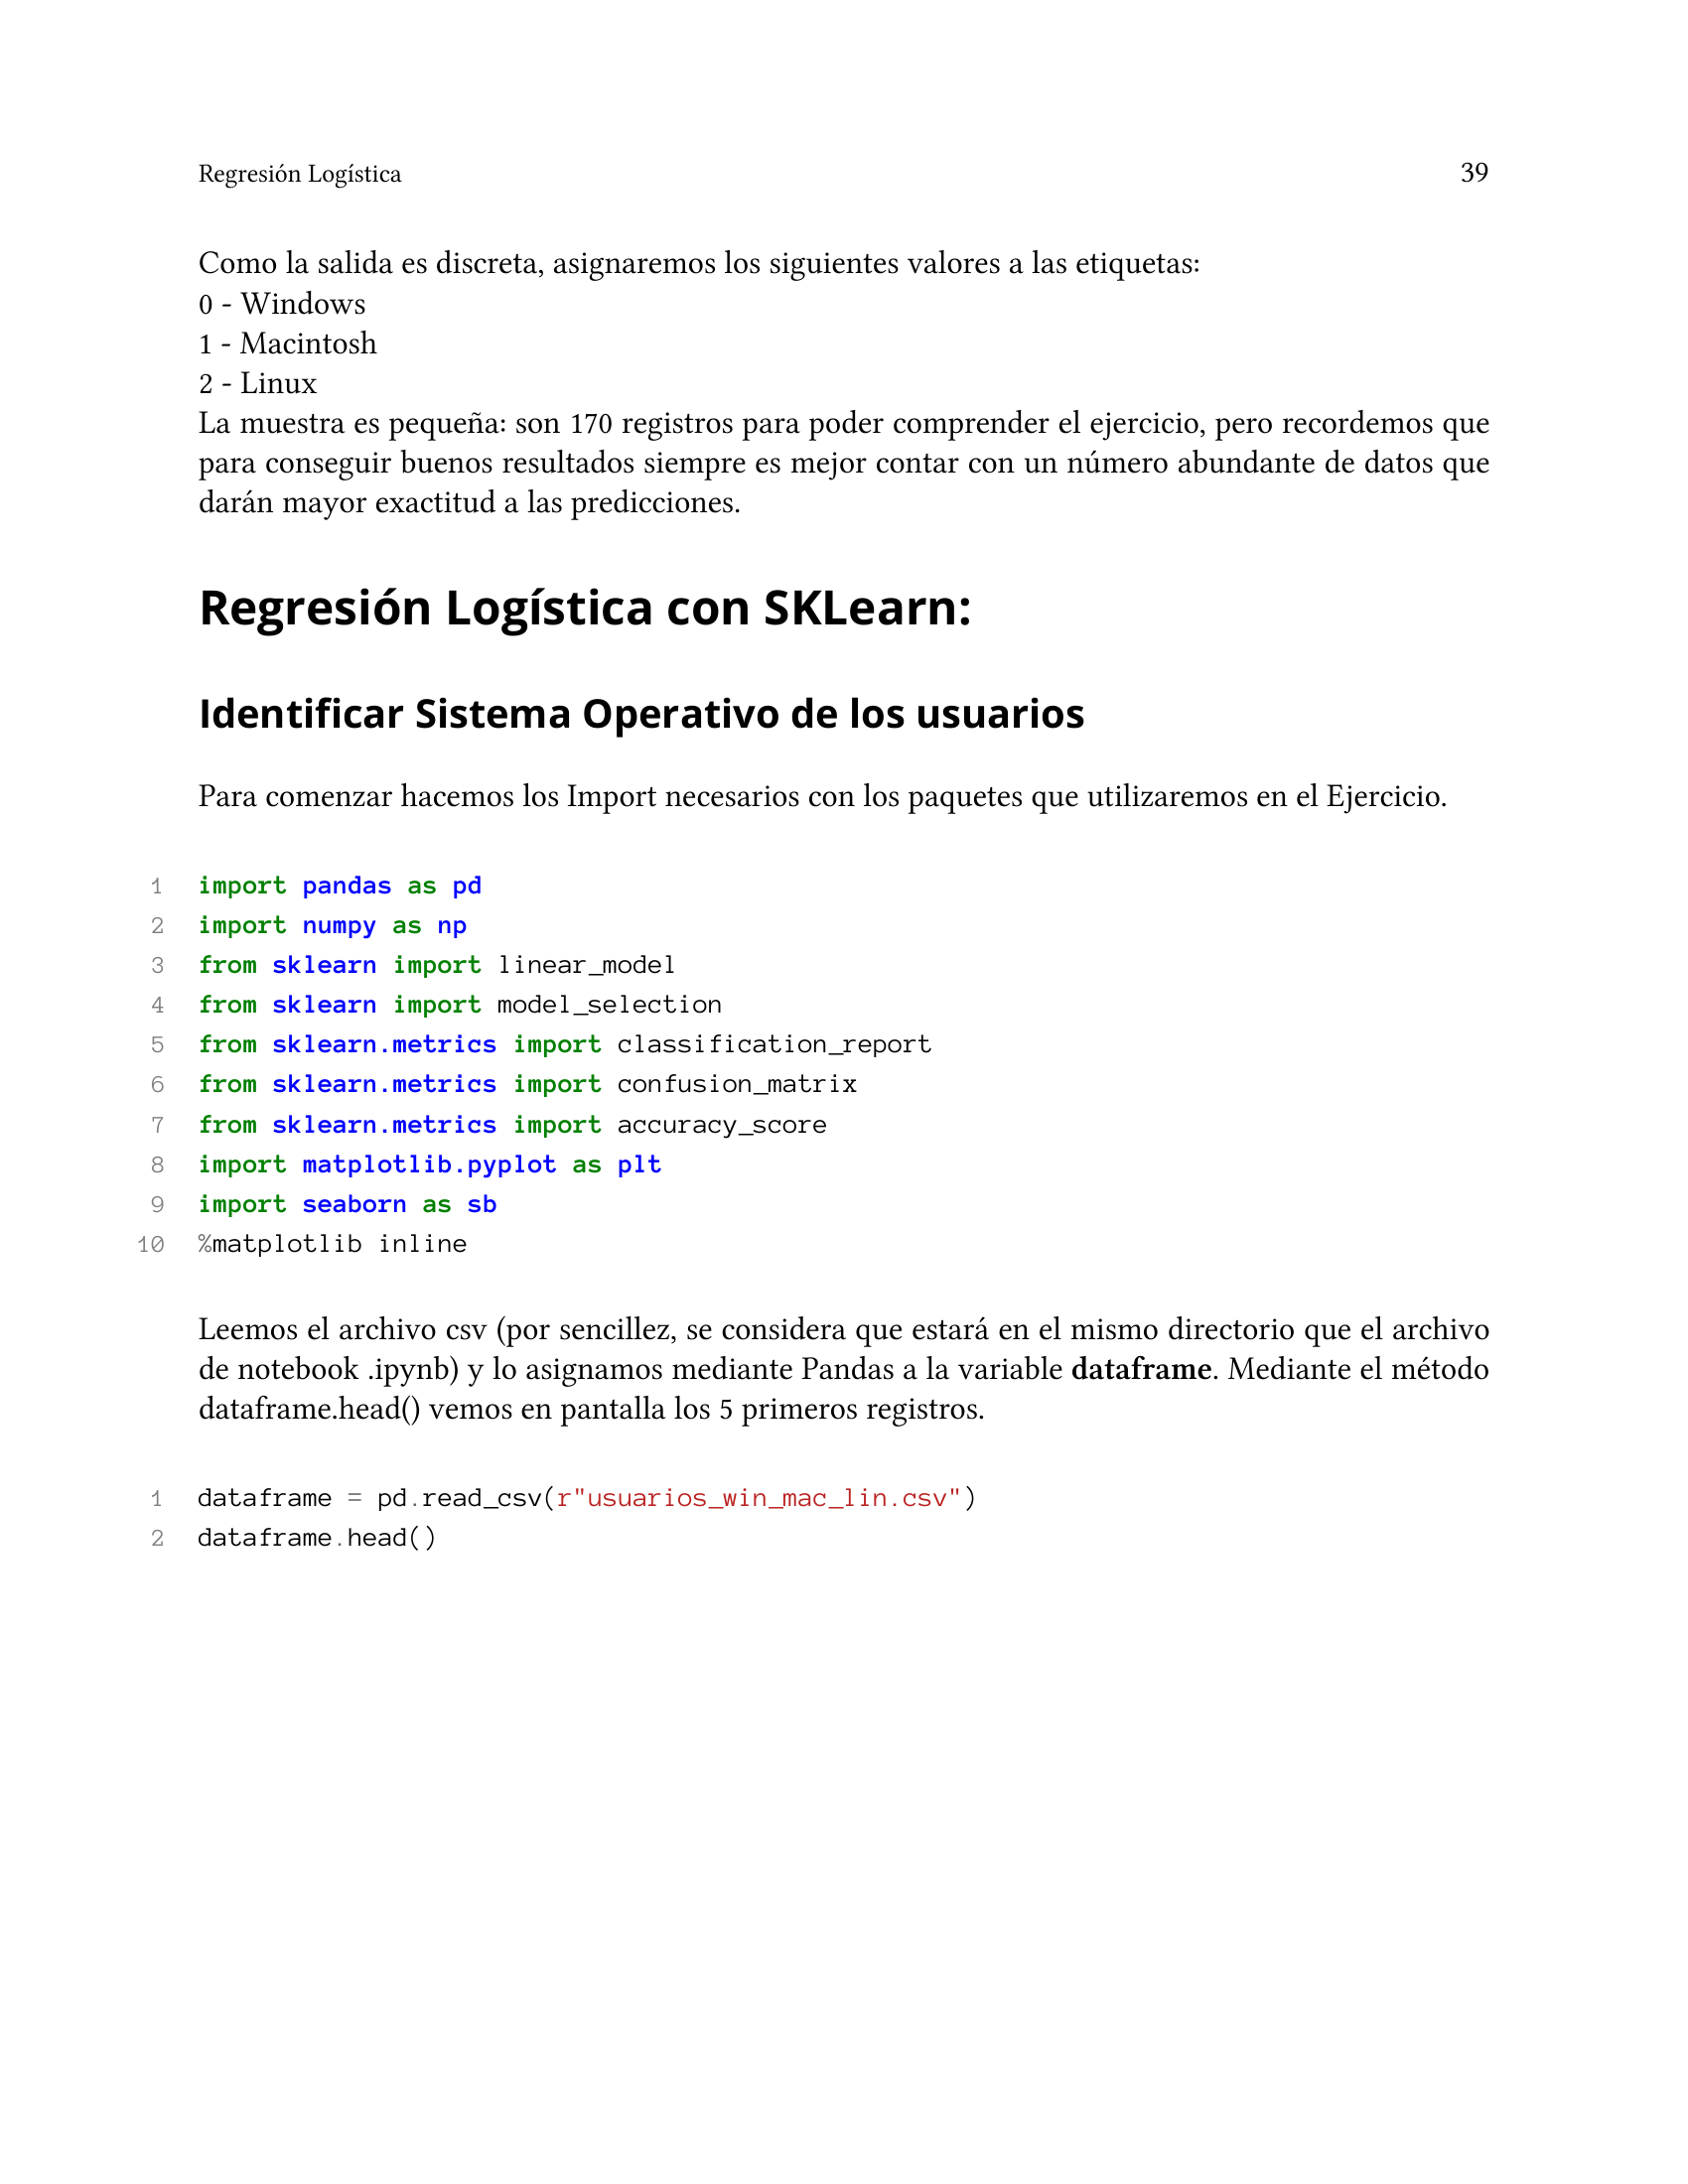 Regresión Logística 39
Como la salida es discreta, asignaremos los siguientes valores a las etiquetas:
0 - Windows
1 - Macintosh
2 - Linux
La muestra es pequeña: son 170 registros para poder comprender el ejercicio, pero recordemos que
para conseguir buenos resultados siempre es mejor contar con un número abundante de datos que
darán mayor exactitud a las predicciones.
Regresión Logística con SKLearn:
Identificar Sistema Operativo de los usuarios
Para comenzar hacemos los Import necesarios con los paquetes que utilizaremos en el Ejercicio.
1 import pandas as pd
2 import numpy as np
3 from sklearn import linear_model
4 from sklearn import model_selection
5 from sklearn.metrics import classification_report
6 from sklearn.metrics import confusion_matrix
7 from sklearn.metrics import accuracy_score
8 import matplotlib.pyplot as plt
9 import seaborn as sb
10 %matplotlib inline
Leemos el archivo csv (por sencillez, se considera que estará en el mismo directorio que el archivo
de notebook .ipynb) y lo asignamos mediante Pandas a la variable dataframe. Mediante el método
dataframe.head() vemos en pantalla los 5 primeros registros.
1 dataframe = pd.read_csv(r"usuarios_win_mac_lin.csv")
2 dataframe.head()